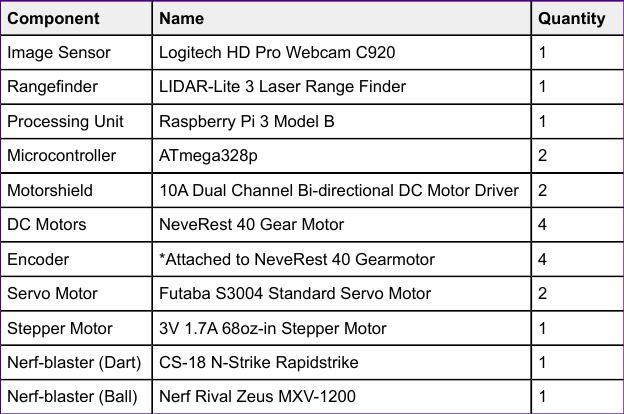 Component Name Quantity
Image Sensor Logitech HD Pro Webcam C920 1
Rangefinder LIDAR-Lite 3 Laser Range Finder 1
Processing Unit Raspberry Pi 3 Model B 1
Microcontroller ATmega328p 2
Motorshield 10A Dual Channel Bi-directional DC Motor Driver 2
DC Motors NeveRest 40 Gear Motor 4
Encoder *Attached to NeveRest 40 Gearmotor 4
Servo Motor Futaba S3004 Standard Servo Motor 2
Stepper Motor 3V 1.7A 68oz-in Stepper Motor 1
Nerf-blaster (Dart) CS-18 N-Strike Rapidstrike 1
Nerf-blaster (Ball) Nerf Rival Zeus MXV-1200 1